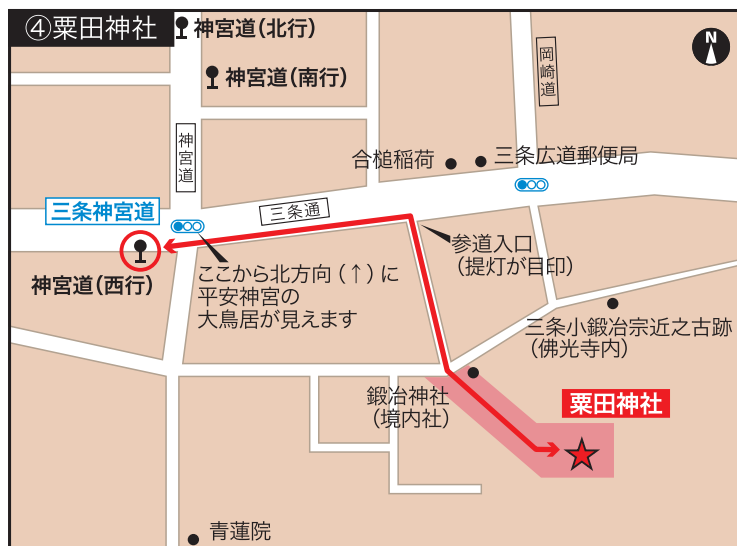 ④粟田神社
神宮道(北行)
神宮道(南行)
N
岡崎道
神宮道
合槌稲荷
三条広道郵便局
三条神宮道
三条通
神宮道(西行)
ここから北方向(↑)に
平安神宮の
大鳥居が見えます
参道入口
(提灯が目印)
三条小鍛冶宗近之古跡
(佛光寺内)
鍛冶神社
(境内社)
粟田神社
青蓮院